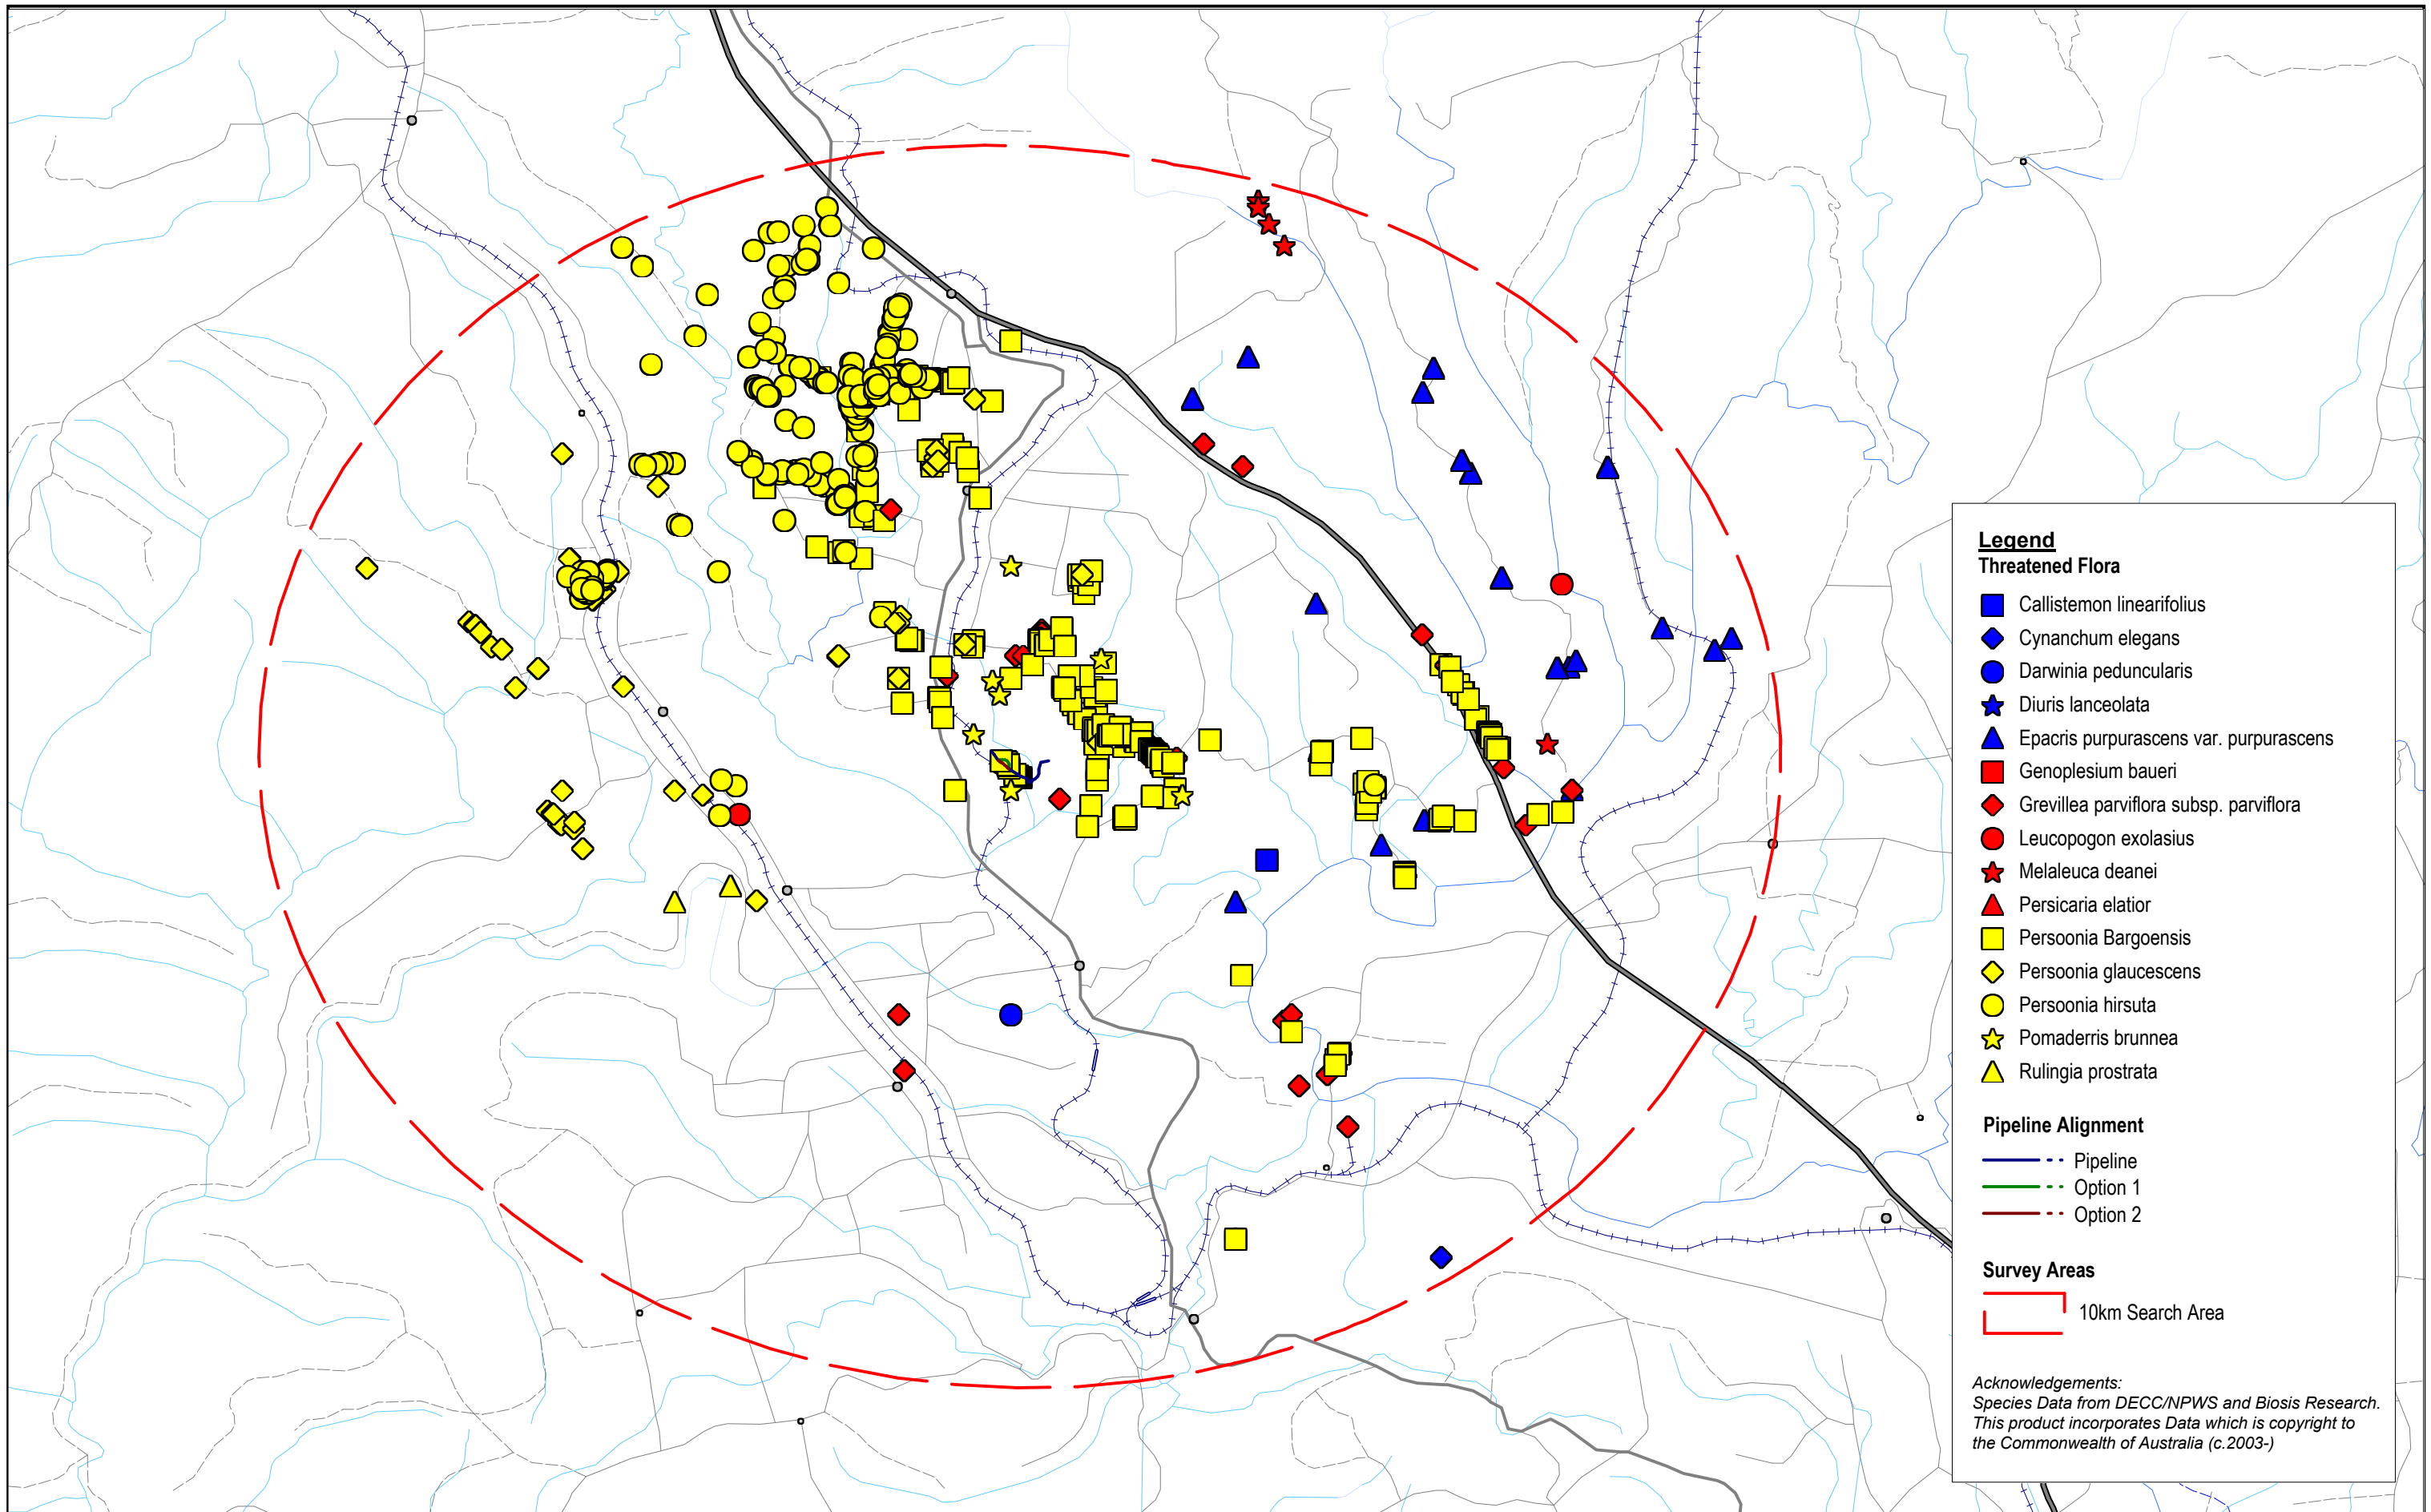 Legend
Threatened Flora
Callistemon linearifolius
Cynanchum elegans
Darwinia peduncularis
Diuris lanceolata
Epacris purpurascens var. purpurascens
Genoplesium baueri
Grevillea parviflora subsp. parviflora
Leucopogon exolasius
Melaleuca deanei
Persicaria elatior
Persoonia Bargoensis
Persoonia glaucescens
Persoonia hirsuta
Pomaderris brunnea
Rulingia prostrata
Pipeline Alignment
Pipeline
Option 1
Option 2
Survey Areas
10km Search Area
Acknowledgements:
Species Data from DECC/NPWS and Biosis Research.
This product incorporates Data which is copyright to
the Commonwealth of Australia (c.2003-)